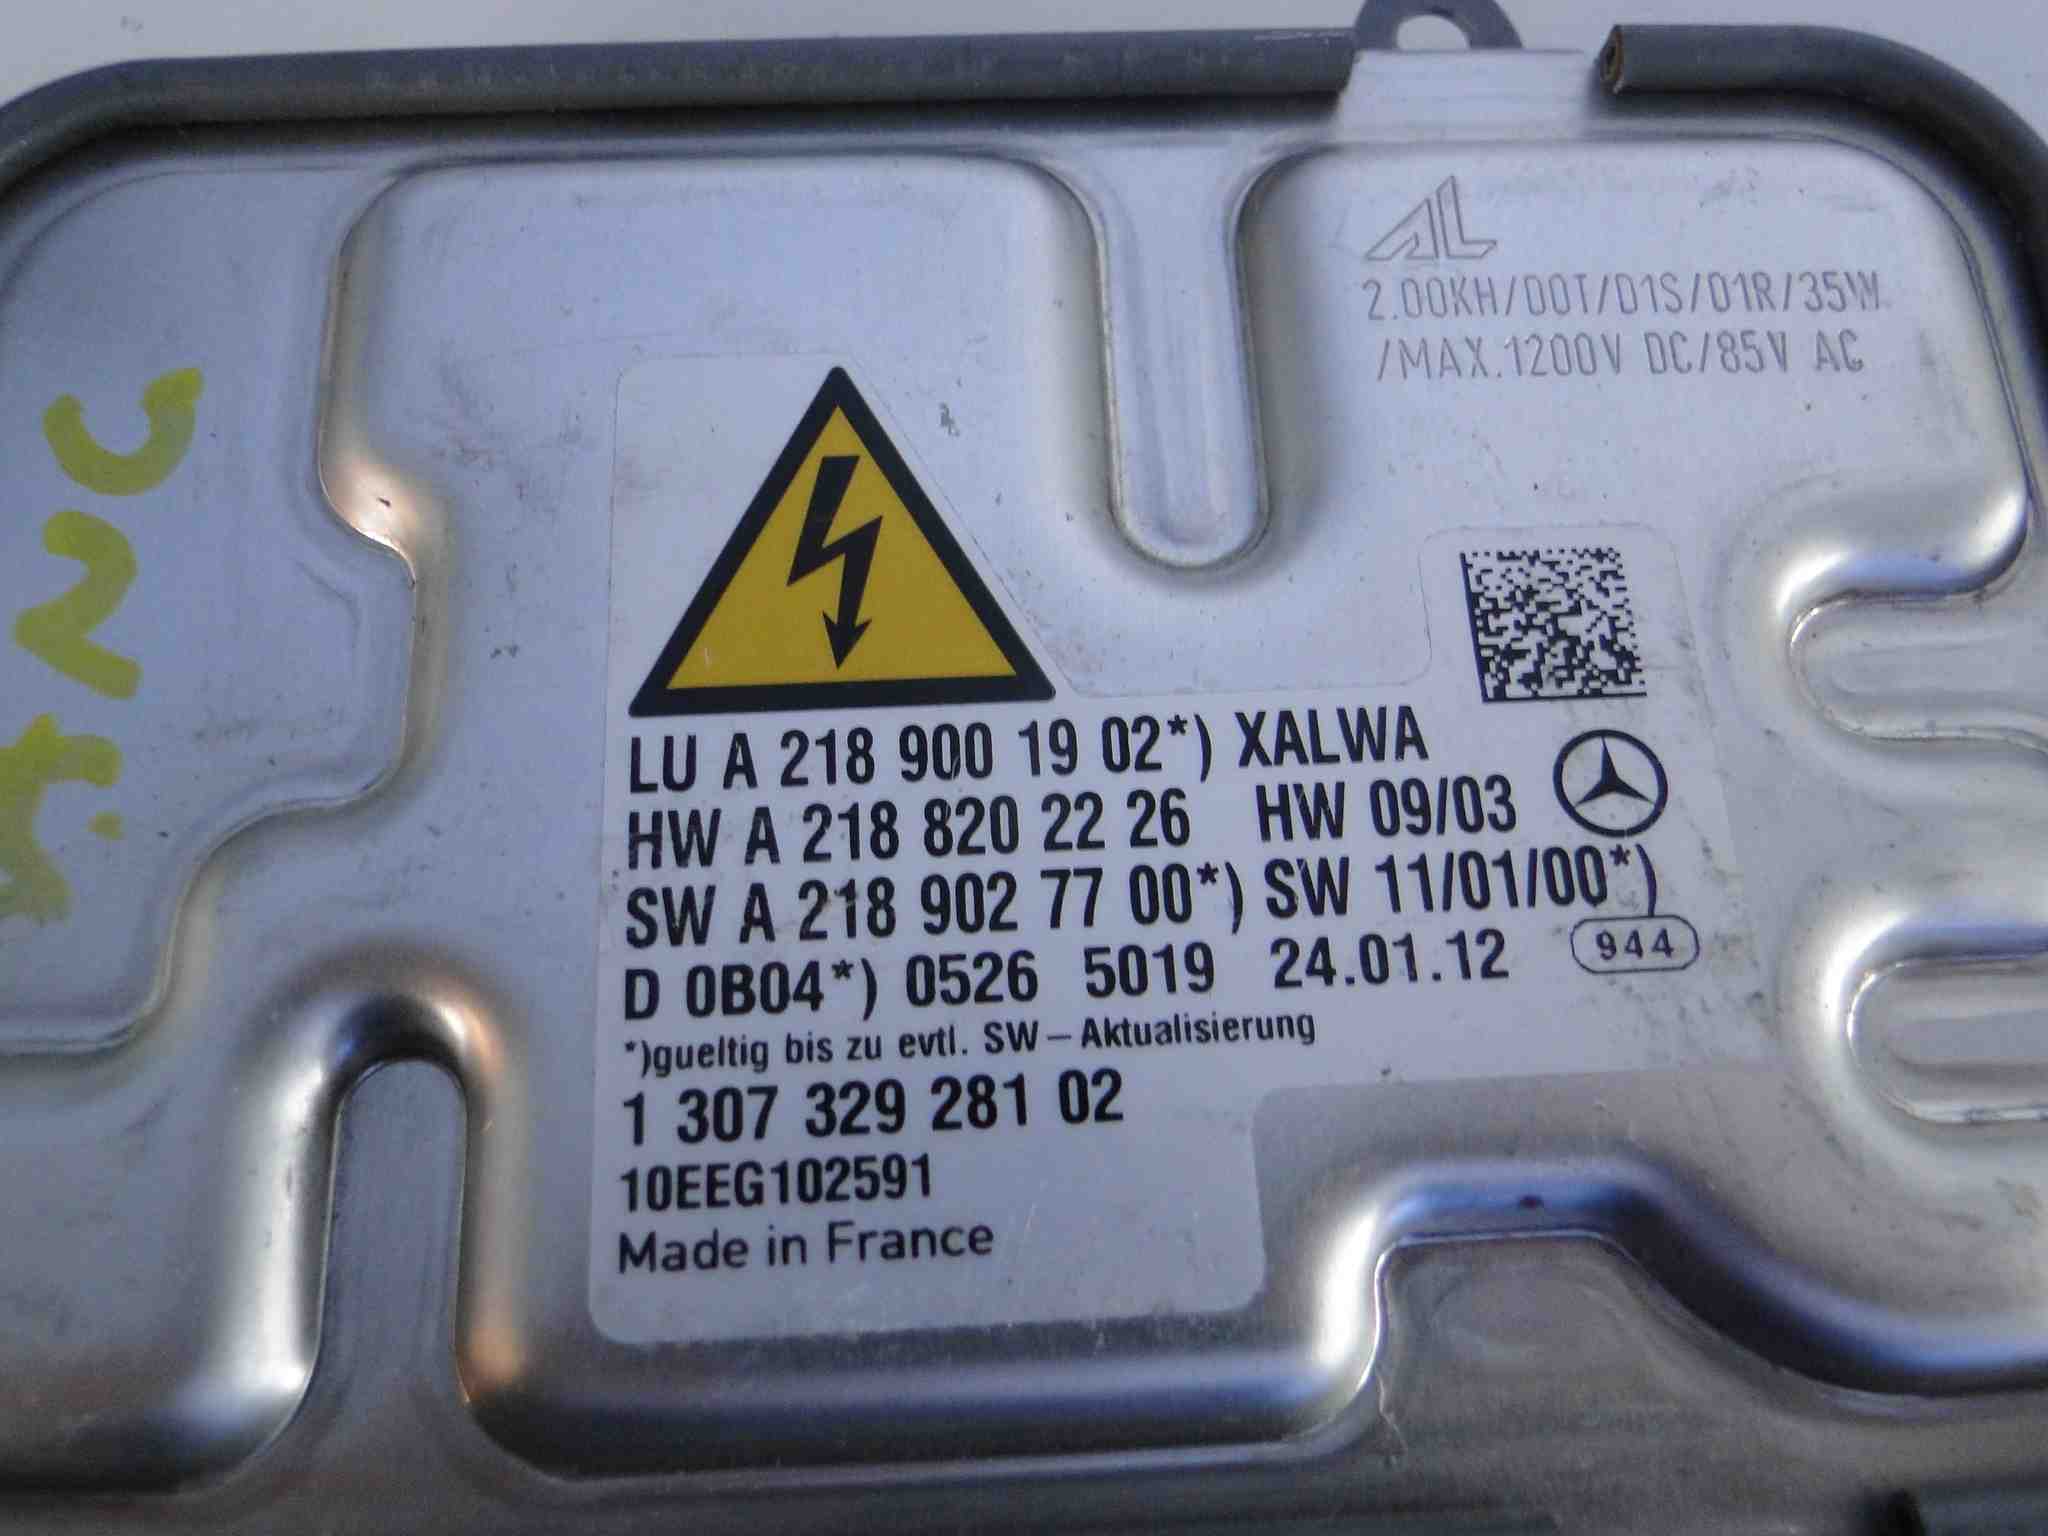 AL
2.00KH/DOT/D1S/D1R/35W
/MAX.1200V DC/85V AC
LU A 218 900 19 02*) XALWA
HW A 218 820 22 26 HW 09/03
SW A 218 902 77 00*) SW 11/01/00*)
D 0B04*) 0526 5019 24.01.12 944
*)gueltig bis zu evtl. SW-Aktualisierung
1 307 329 281 02
10EEG102591
Made in France